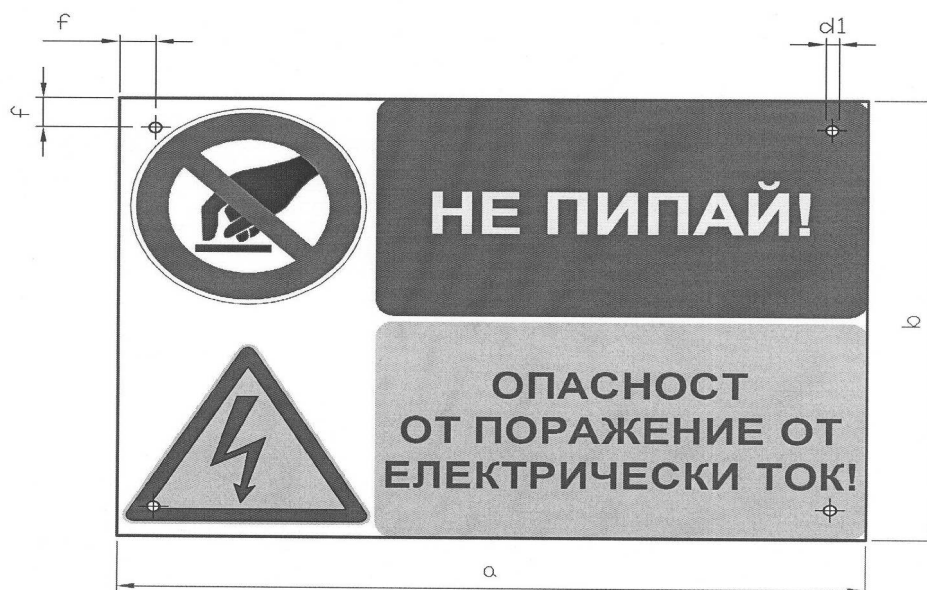 f
d1
f
НЕ ПИПАЙ!
b
ОПАСНОСТ
ОТ ПОРАЖЕНИЕ ОТ
ЕЛЕКТРИЧЕСКИ ТОК!
a